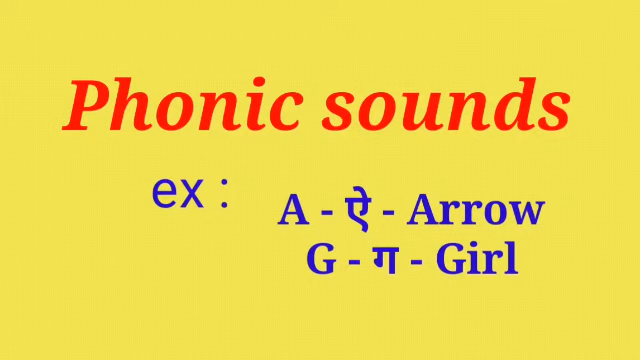 Phonic sounds
ex :
A - ऐ - Arrow
G - ग - Girl